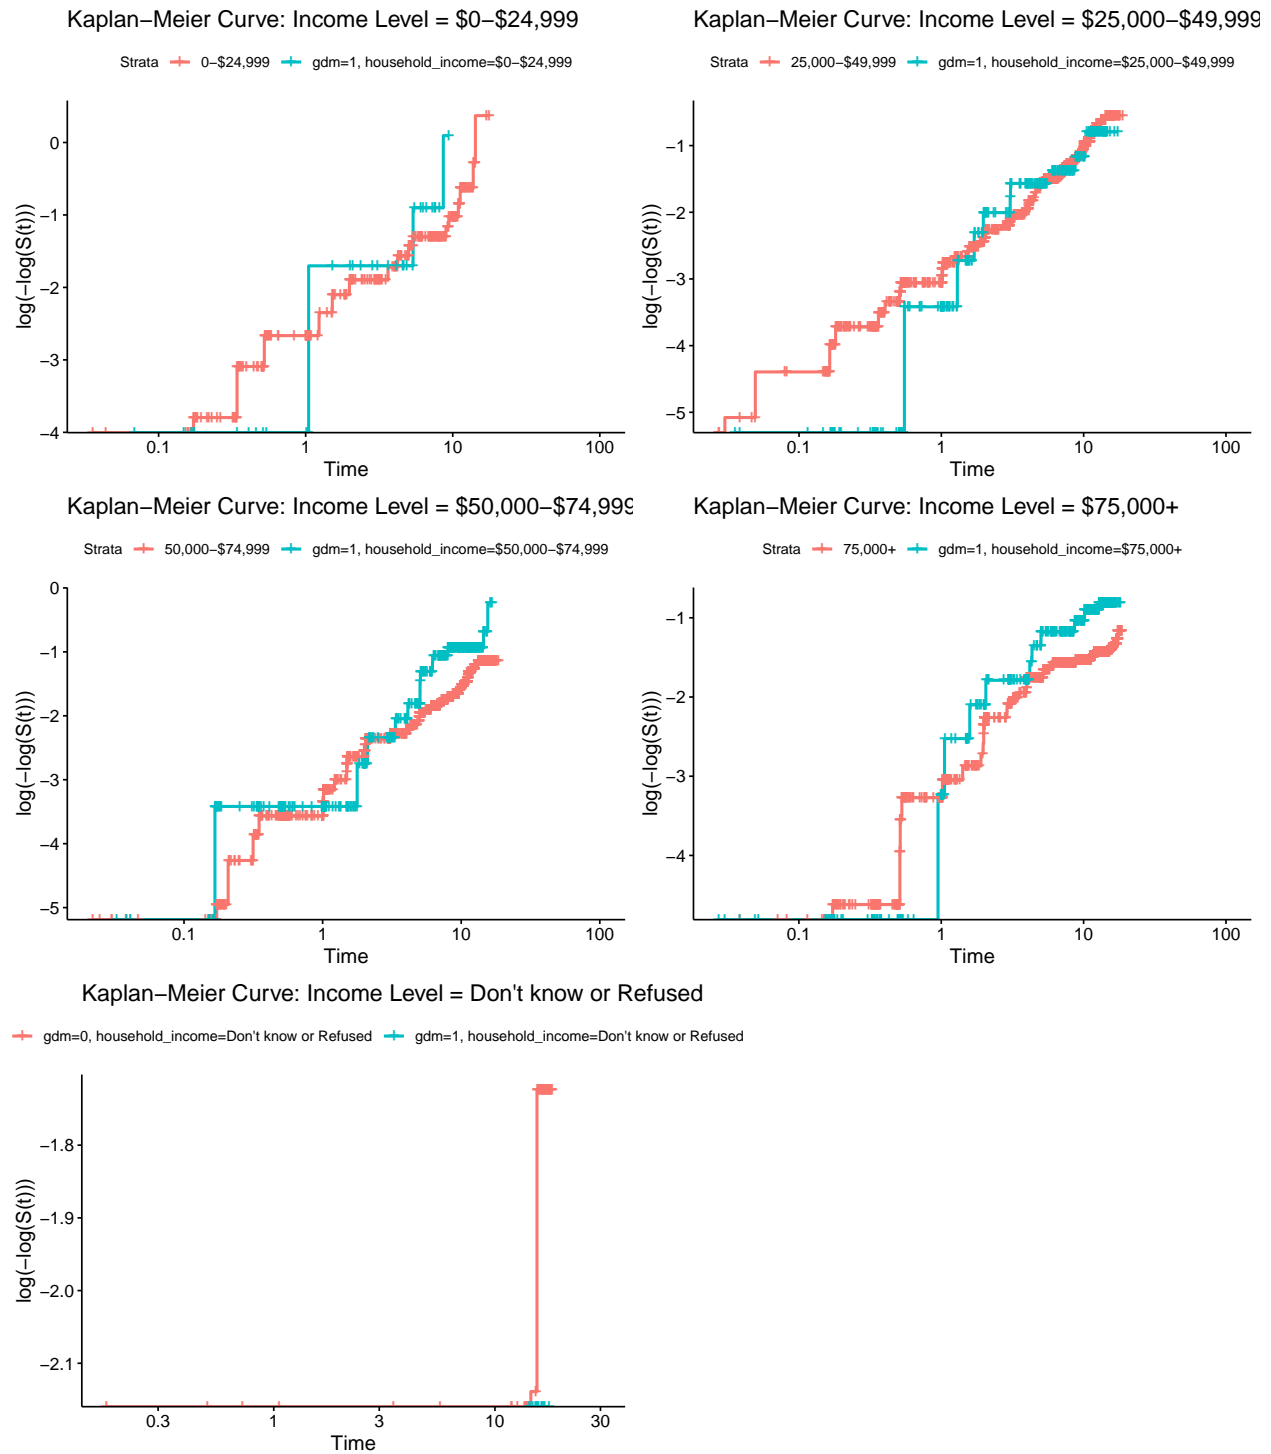 Kaplan−Meier Curve: Income Level = $0−$24,999
Strata 0−$24,999 gdm=1, household_income=$0−$24,999
0
−1
−2
−3
−4
log(−log(S(t)))
0.1 1 10 100
Time
Kaplan−Meier Curve: Income Level = $25,000−$49,999
Strata 25,000−$49,999 gdm=1, household_income=$25,000−$49,999
−1
−2
−3
−4
−5
log(−log(S(t)))
0.1 1 10 100
Time
Kaplan−Meier Curve: Income Level = $50,000−$74,999
Strata 50,000−$74,999 gdm=1, household_income=$50,000−$74,999
0
−1
−2
−3
−4
−5
log(−log(S(t)))
0.1 1 10 100
Time
Kaplan−Meier Curve: Income Level = $75,000+
Strata 75,000+ gdm=1, household_income=$75,000+
−1
−2
−3
−4
log(−log(S(t)))
0.1 1 10 100
Time
Kaplan−Meier Curve: Income Level = Don't know or Refused
gdm=0, household_income=Don't know or Refused gdm=1, household_income=Don't know or Refused
−1.8
−1.9
−2.0
−2.1
log(−log(S(t)))
0.3 1 3 10 30
Time